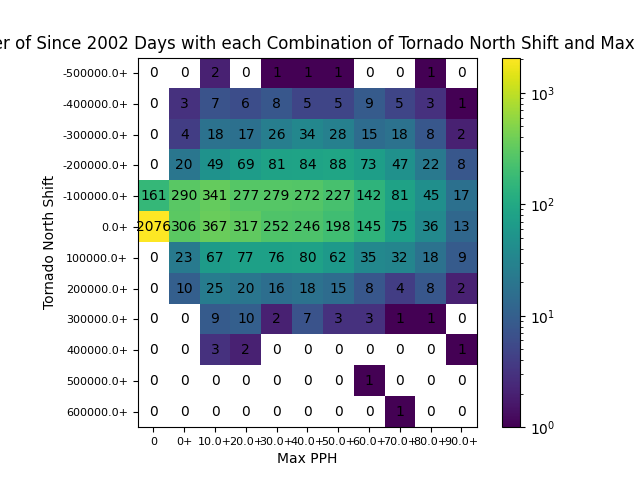 er of Since 2002 Days with each Combination of Tornado North Shift and Max
-500000.0+ 0 0 2 0 1 1 1 0 0 1 0
-400000.0+ 0 3 7 6 8 5 5 9 5 3 1
-300000.0+ 0 4 18 17 26 34 28 15 18 8 2
-200000.0+ 0 20 49 69 81 84 88 73 47 22 8
-100000.0+ 161 290 341 277 279 272 227 142 81 45 17
0.0+ 2076 306 367 317 252 246 198 145 75 36 13
100000.0+ 0 23 67 77 76 80 62 35 32 18 9
200000.0+ 0 10 25 20 16 18 15 8 4 8 2
300000.0+ 0 0 9 10 2 7 3 3 1 1 0
400000.0+ 0 0 3 2 0 0 0 0 0 0 1
500000.0+ 0 0 0 0 0 0 0 1 0 0 0
600000.0+ 0 0 0 0 0 0 0 0 1 0 0
0 0+ 10.0+ 20.0+ 30.0+ 40.0+ 50.0+ 60.0+ 70.0+ 80.0+ 90.0+
Max PPH
Tornado North Shift
10³
10²
10¹
10⁰